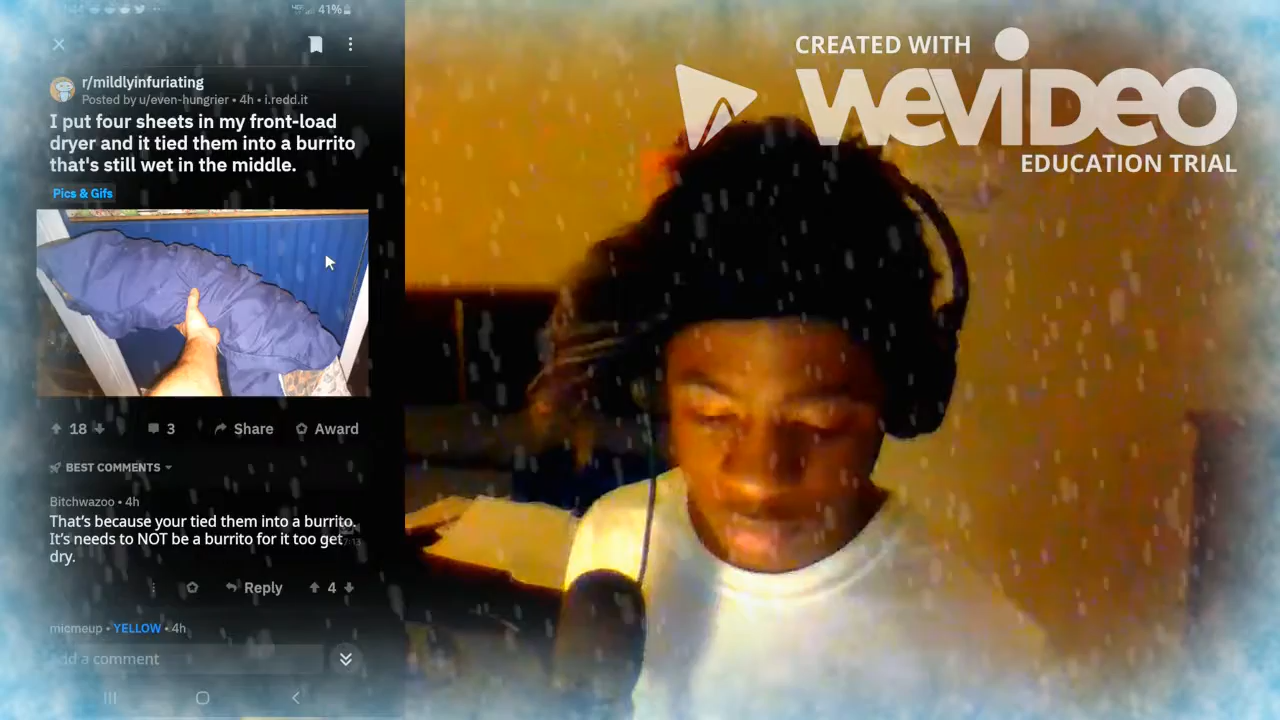 41%
r/mildlyinfuriating
Posted by u/even-hungrier • 4h • i.redd.it
I put four sheets in my front-load
dryer and it tied them into a burrito
that's still wet in the middle.
Pics & Gifs
18
3
Share
Award
BEST COMMENTS
Bitchwazoo • 4h
That's because your tied them into a burrito.
It's needs to NOT be a burrito for it too get
dry.
Reply
4
micmeup • YELLOW • 4h
add a comment
CREATED WITH
WeVideo
EDUCATION TRIAL